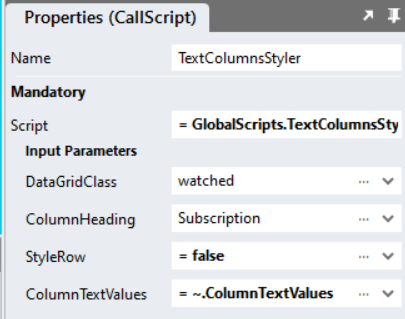 Properties (CallScript)
Name TextColumnsStyler
Mandatory
Script = GlobalScripts.TextColumnsSty
Input Parameters
DataGridClass watched ...
ColumnHeading Subscription ...
StyleRow = false ...
ColumnTextValues = ~.ColumnTextValues ...